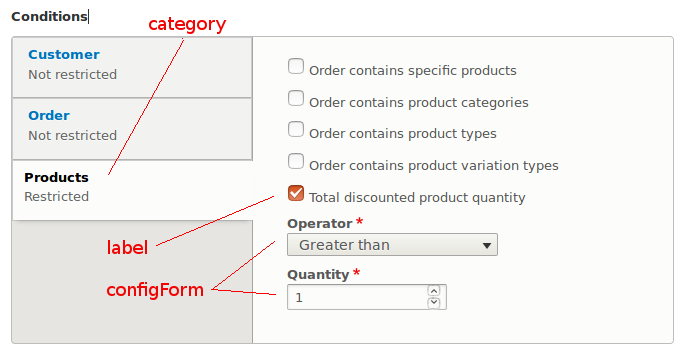 Conditions
category
Customer
Not restricted
Order
Not restricted
Products
Restricted
Order contains specific products
Order contains product categories
Order contains product types
Order contains product variation types
Total discounted product quantity
label
Operator *
Greater than
configForm
Quantity *
1